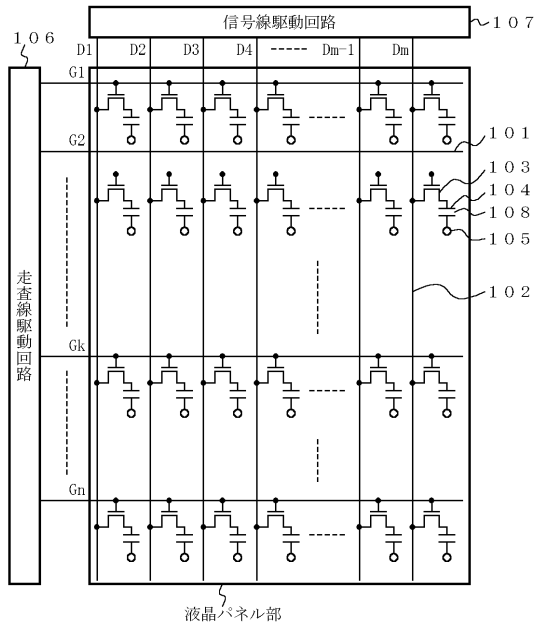 信号線駆動回路
１０７
１０６
D1 D2 D3 D4 Dm-1 Dm
G1
G2
１０１
１０３
１０４
１０８
１０５
１０２
走査線駆動回路
Gk
Gn
液晶パネル部